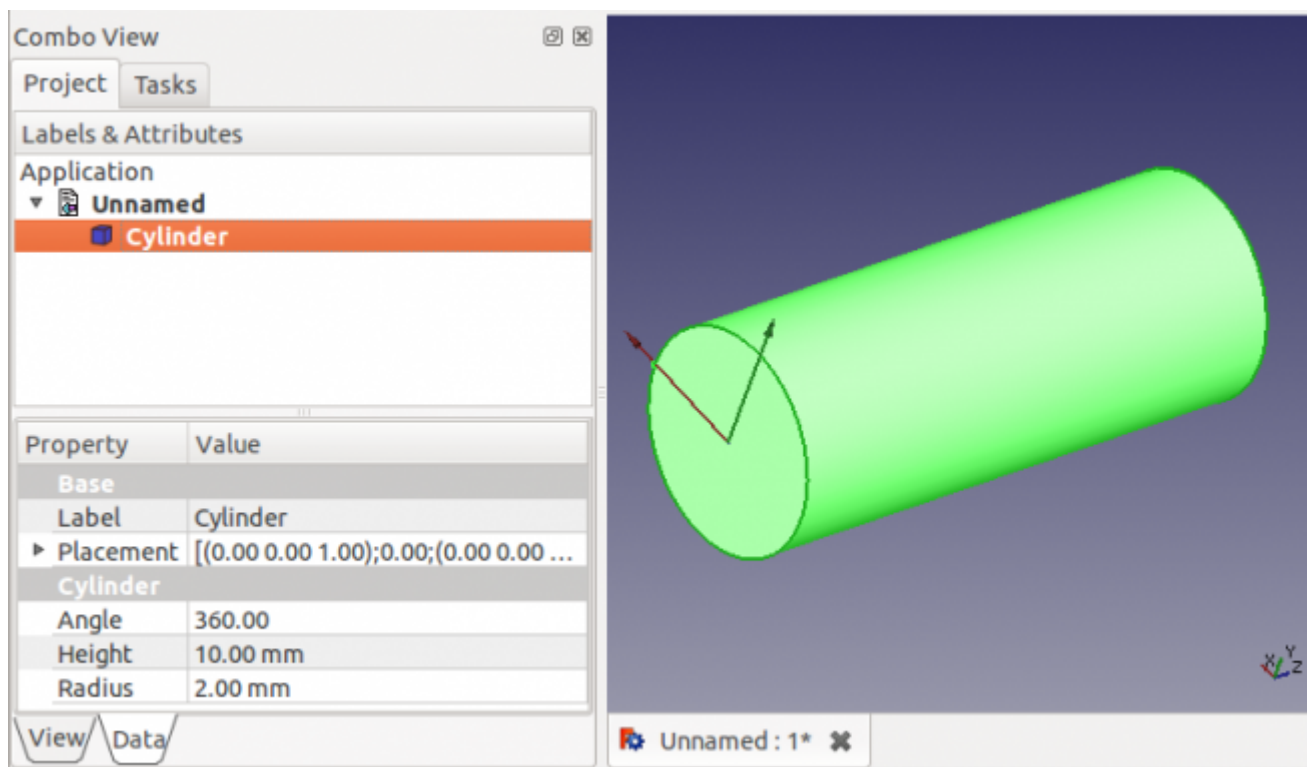 Combo View
Project Tasks
Labels & Attributes
Application
Unnamed
Cylinder
Property Value
Base
Label Cylinder
Placement [(0.00 0.00 1.00);0.00;(0.00 0.00 ...
Cylinder
Angle 360.00
Height 10.00 mm
Radius 2.00 mm
View Data
X Y Z
Unnamed : 1*